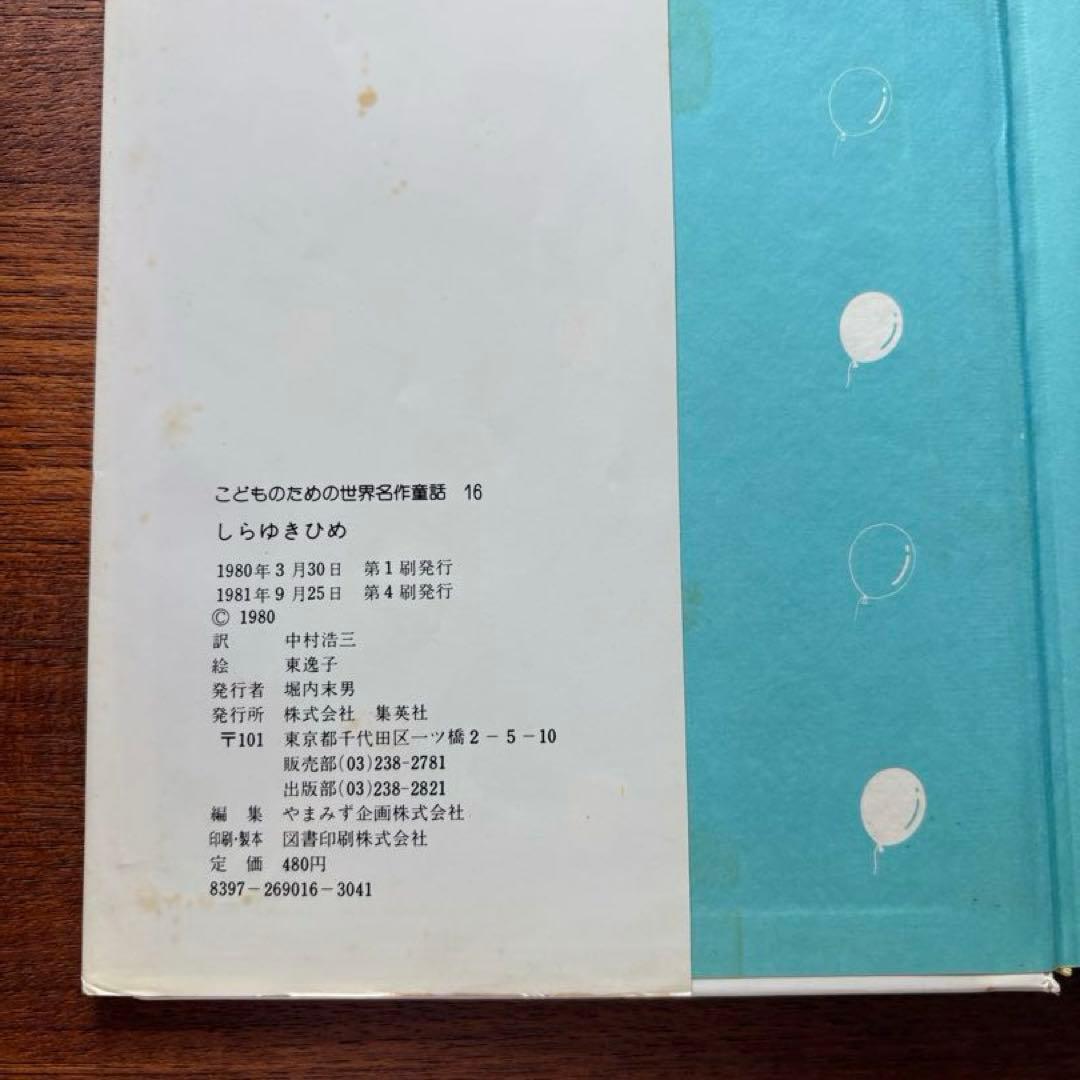 こどものための世界名作童話 16
しらゆきひめ
1980年3月30日 第1刷発行
1981年9月25日 第4刷発行
© 1980
訳 中村浩三
絵 東逸子
発行者 堀内末男
発行所 株式会社 集英社
〒101 東京都千代田区一ツ橋2-5-10
販売部(03)238-2781
出版部(03)238-2821
編集 やまみず企画株式会社
印刷・製本 図書印刷株式会社
定価 480円
8397-269016-3041